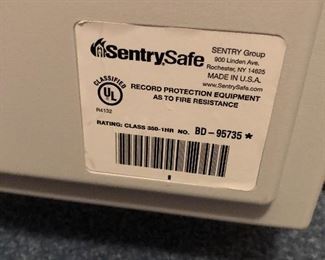 SentrySafe
SENTRY Group
900 Linden Ave.
Rochester, NY 14625
MADE IN U.S.A.
www.SentrySafe.com
CLASSIFIED
UL
R4132
RECORD PROTECTION EQUIPMENT
AS TO FIRE RESISTANCE
RATING: CLASS 350-1HR NO. BD-95735 *